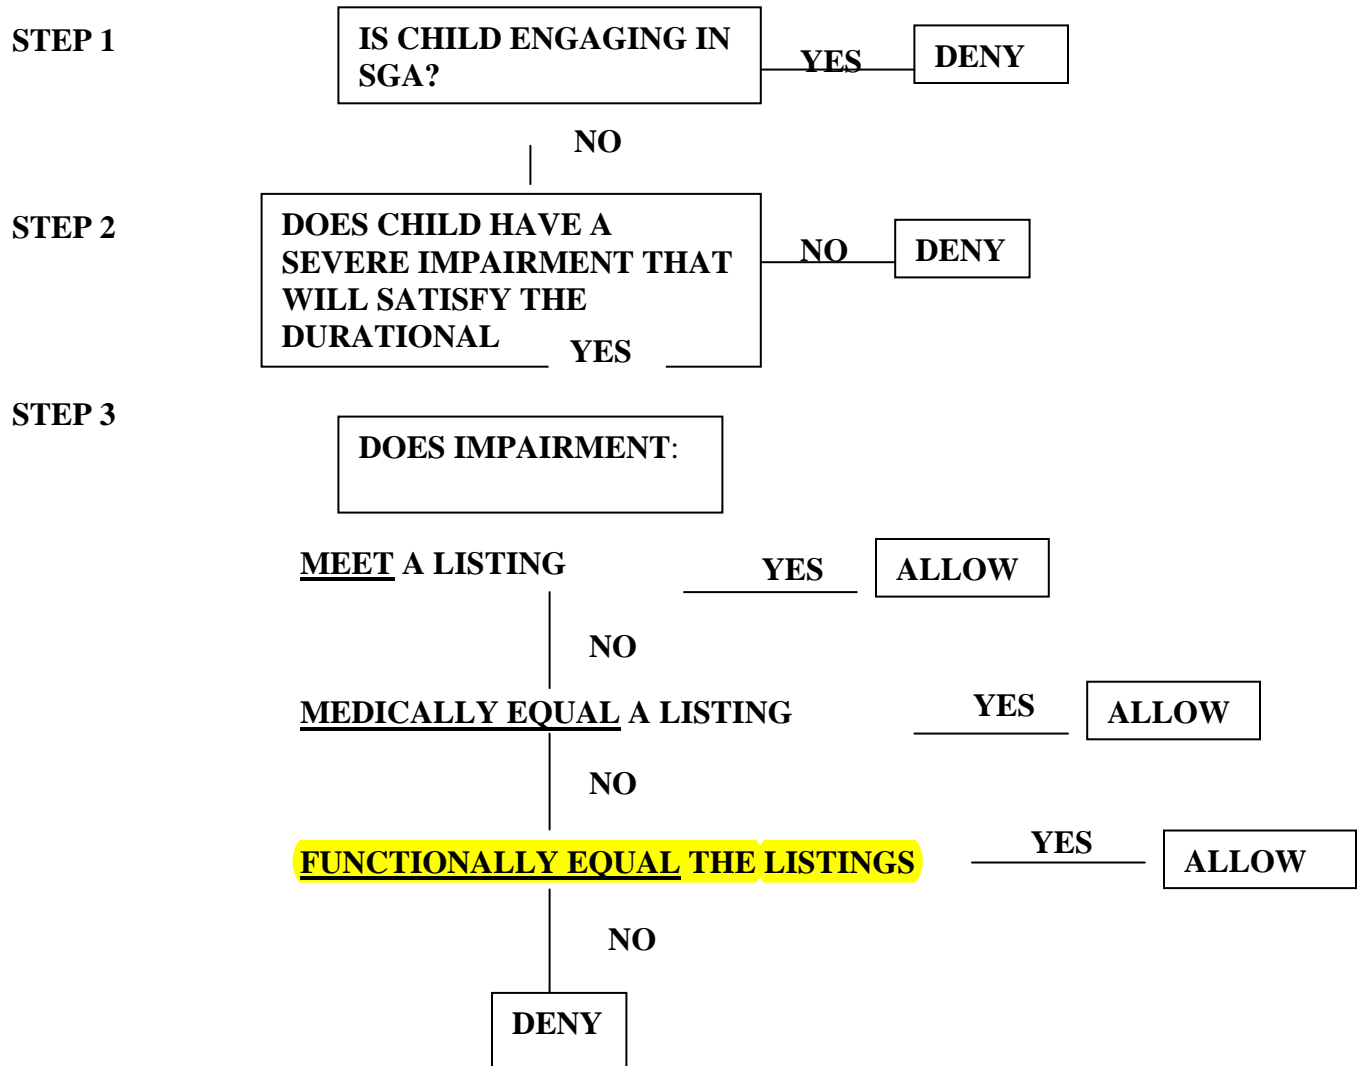 STEP 1
IS CHILD ENGAGING IN
SGA?
YES
DENY
NO
STEP 2
DOES CHILD HAVE A
SEVERE IMPAIRMENT THAT
WILL SATISFY THE
DURATIONAL
NO
DENY
YES
STEP 3
DOES IMPAIRMENT:
MEET A LISTING
YES
ALLOW
NO
MEDICALLY EQUAL A LISTING
YES
ALLOW
NO
FUNCTIONALLY EQUAL THE LISTINGS
YES
ALLOW
NO
DENY